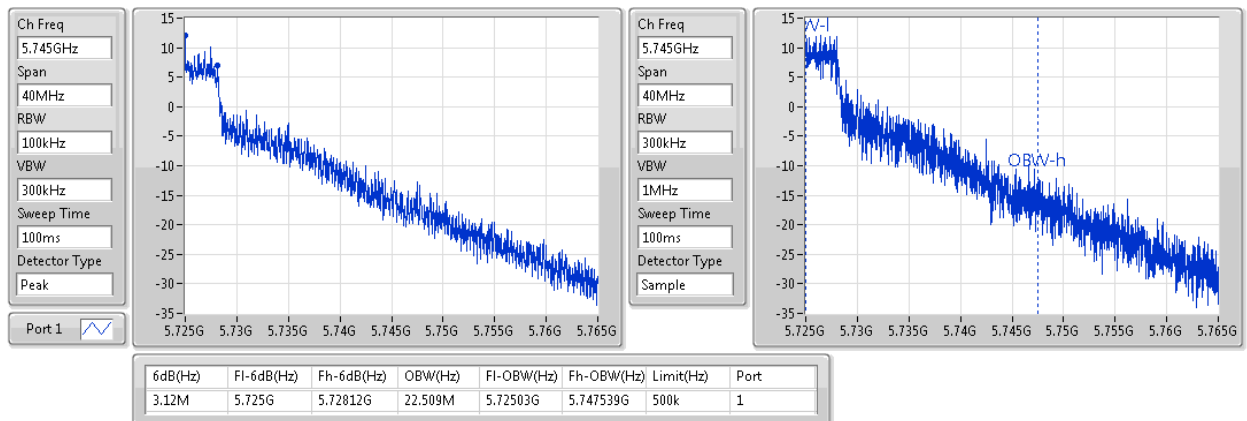 Ch Freq
5.745GHz
Span
40MHz
RBW
100kHz
VBW
300kHz
Sweep Time
100ms
Detector Type
Peak
Port 1
15
10
5
0
-5
-10
-15
-20
-25
-30
-35
5.725G 5.73G 5.735G 5.74G 5.745G 5.75G 5.755G 5.76G 5.765G
Ch Freq
5.745GHz
Span
40MHz
RBW
300kHz
VBW
1MHz
Sweep Time
100ms
Detector Type
Sample
15
10
5
0
-5
-10
-15
-20
-25
-30
-35
W-l
OBW-h
5.725G 5.73G 5.735G 5.74G 5.745G 5.75G 5.755G 5.76G 5.765G
6dB(Hz) Fl-6dB(Hz) Fh-6dB(Hz) OBW(Hz) Fl-OBW(Hz) Fh-OBW(Hz) Limit(Hz) Port
3.12M 5.725G 5.72812G 22.509M 5.72503G 5.747539G 500k 1